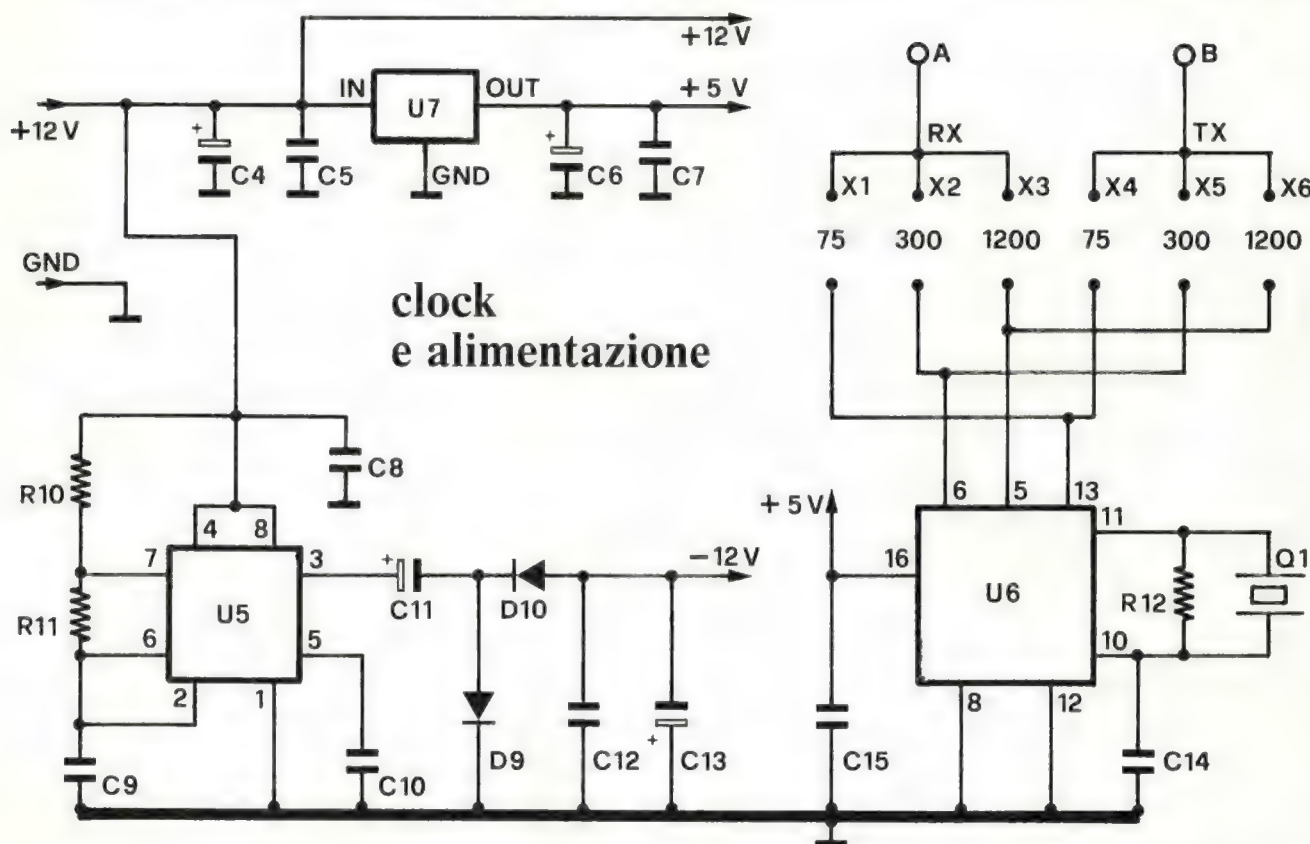 +12 V
IN U7 OUT +5 V
+12 V
+ C4 C5 GND + C6 C7
GND
clock
e alimentazione
A B
RX TX
X1 X2 X3 X4 X5 X6
75 300 1200 75 300 1200
R10 C8
4 8
7 3 + -12 V
U5 C11 D10
R11
6 5
2 1
C9 C10 D9 C12 + C13
+5 V 6 5 13
11
16 Q1
U6 R12
10
8 12
C15 C14